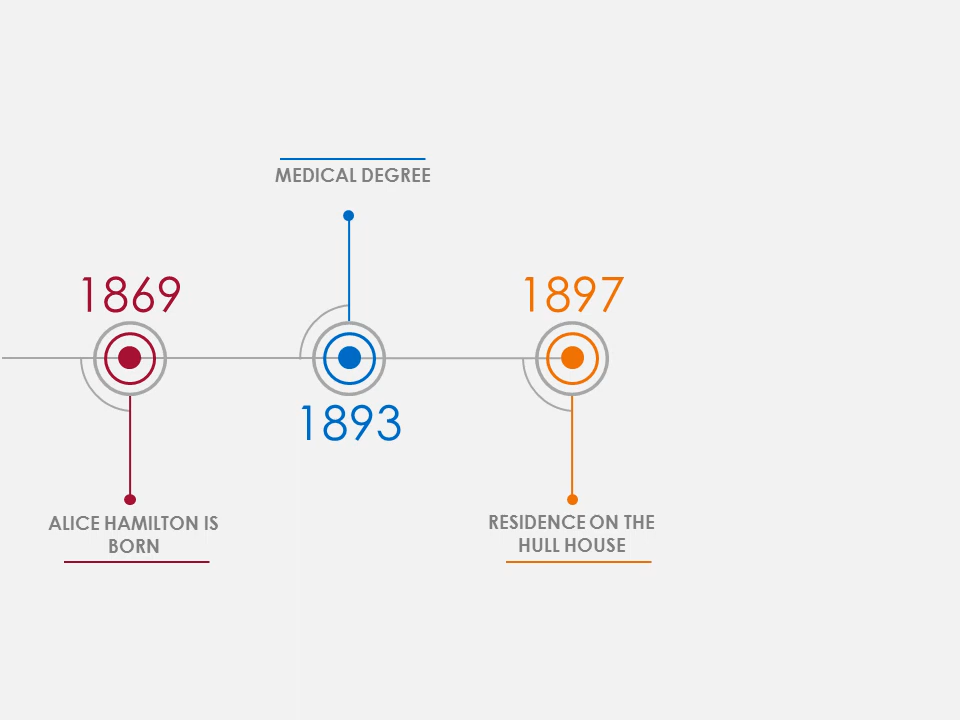 MEDICAL DEGREE
1869
1897
1893
ALICE HAMILTON IS
BORN
RESIDENCE ON THE
HULL HOUSE